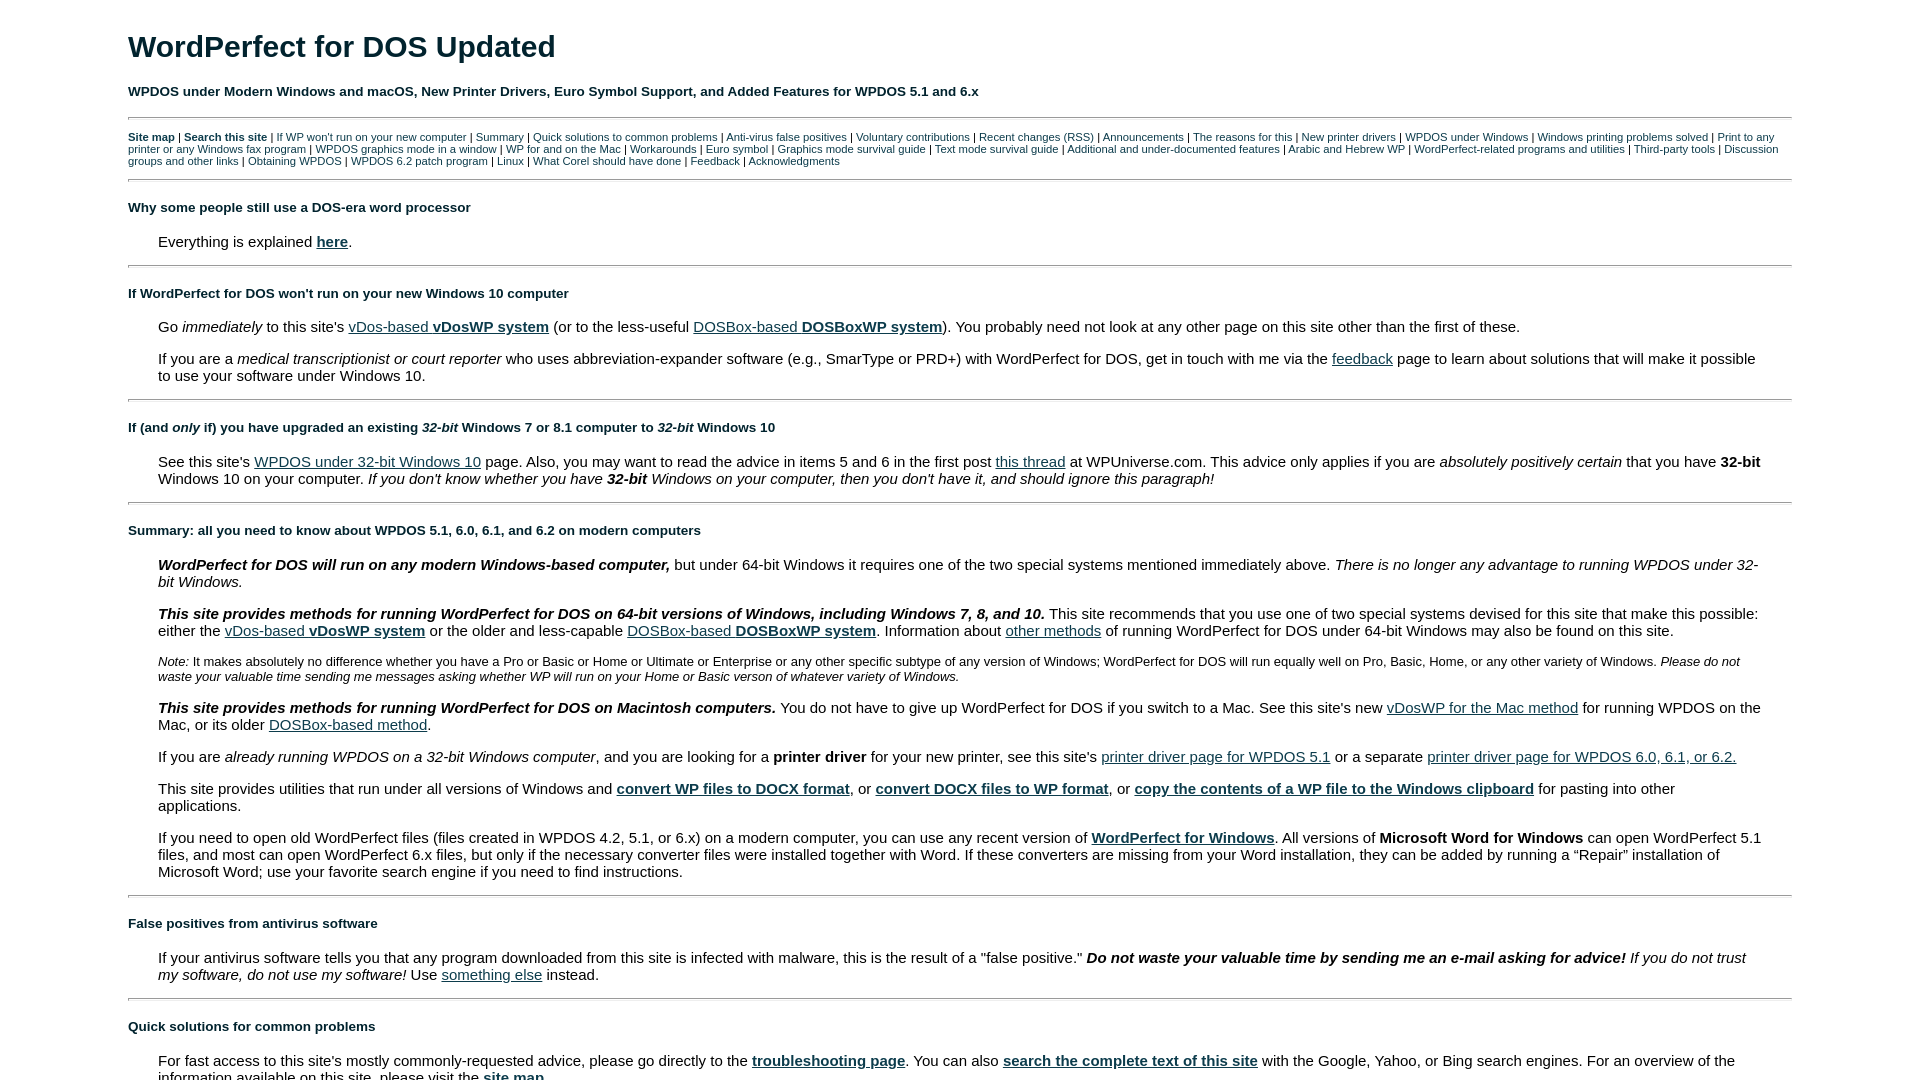 WordPerfect for DOS Updated
WPDOS under Modern Windows and macOS, New Printer Drivers, Euro Symbol Support, and Added Features for WPDOS 5.1 and 6.x
Site map | Search this site | If WP won't run on your new computer | Summary | Quick solutions to common problems | Anti-virus false positives | Voluntary contributions | Recent changes (RSS) | Announcements | The reasons for this | New printer drivers | WPDOS under Windows | Windows printing problems solved | Print to any
printer or any Windows fax program | WPDOS graphics mode in a window | WP for and on the Mac | Workarounds | Euro symbol | Graphics mode survival guide | Text mode survival guide | Additional and under-documented features | Arabic and Hebrew WP | WordPerfect-related programs and utilities | Third-party tools | Discussion
groups and other links | Obtaining WPDOS | WPDOS 6.2 patch program | Linux | What Corel should have done | Feedback | Acknowledgments
Why some people still use a DOS-era word processor
Everything is explained here.
If WordPerfect for DOS won't run on your new Windows 10 computer
Go immediately to this site's vDos-based vDosWP system (or to the less-useful DOSBox-based DOSBoxWP system). You probably need not look at any other page on this site other than the first of these.
If you are a medical transcriptionist or court reporter who uses abbreviation-expander software (e.g., SmarType or PRD+) with WordPerfect for DOS, get in touch with me via the feedback page to learn about solutions that will make it possible
to use your software under Windows 10.
If (and only if) you have upgraded an existing 32-bit Windows 7 or 8.1 computer to 32-bit Windows 10
See this site's WPDOS under 32-bit Windows 10 page. Also, you may want to read the advice in items 5 and 6 in the first post this thread at WPUniverse.com. This advice only applies if you are absolutely positively certain that you have 32-bit
Windows 10 on your computer. If you don't know whether you have 32-bit Windows on your computer, then you don't have it, and should ignore this paragraph!
Summary: all you need to know about WPDOS 5.1, 6.0, 6.1, and 6.2 on modern computers
WordPerfect for DOS will run on any modern Windows-based computer, but under 64-bit Windows it requires one of the two special systems mentioned immediately above. There is no longer any advantage to running WPDOS under 32-
bit Windows.
This site provides methods for running WordPerfect for DOS on 64-bit versions of Windows, including Windows 7, 8, and 10. This site recommends that you use one of two special systems devised for this site that make this possible:
either the vDos-based vDosWP system or the older and less-capable DOSBox-based DOSBoxWP system. Information about other methods of running WordPerfect for DOS under 64-bit Windows may also be found on this site.
Note: It makes absolutely no difference whether you have a Pro or Basic or Home or Ultimate or Enterprise or any other specific subtype of any version of Windows; WordPerfect for DOS will run equally well on Pro, Basic, Home, or any other variety of Windows. Please do not
waste your valuable time sending me messages asking whether WP will run on your Home or Basic verson of whatever variety of Windows.
This site provides methods for running WordPerfect for DOS on Macintosh computers. You do not have to give up WordPerfect for DOS if you switch to a Mac. See this site's new vDosWP for the Mac method for running WPDOS on the
Mac, or its older DOSBox-based method.
If you are already running WPDOS on a 32-bit Windows computer, and you are looking for a printer driver for your new printer, see this site's printer driver page for WPDOS 5.1 or a separate printer driver page for WPDOS 6.0, 6.1, or 6.2.
This site provides utilities that run under all versions of Windows and convert WP files to DOCX format, or convert DOCX files to WP format, or copy the contents of a WP file to the Windows clipboard for pasting into other
applications.
If you need to open old WordPerfect files (files created in WPDOS 4.2, 5.1, or 6.x) on a modern computer, you can use any recent version of WordPerfect for Windows. All versions of Microsoft Word for Windows can open WordPerfect 5.1
files, and most can open WordPerfect 6.x files, but only if the necessary converter files were installed together with Word. If these converters are missing from your Word installation, they can be added by running a “Repair” installation of
Microsoft Word; use your favorite search engine if you need to find instructions.
False positives from antivirus software
If your antivirus software tells you that any program downloaded from this site is infected with malware, this is the result of a "false positive." Do not waste your valuable time by sending me an e-mail asking for advice! If you do not trust
my software, do not use my software! Use something else instead.
Quick solutions for common problems
For fast access to this site's mostly commonly-requested advice, please go directly to the troubleshooting page. You can also search the complete text of this site with the Google, Yahoo, or Bing search engines. For an overview of the
information available on this site, please visit the site map.